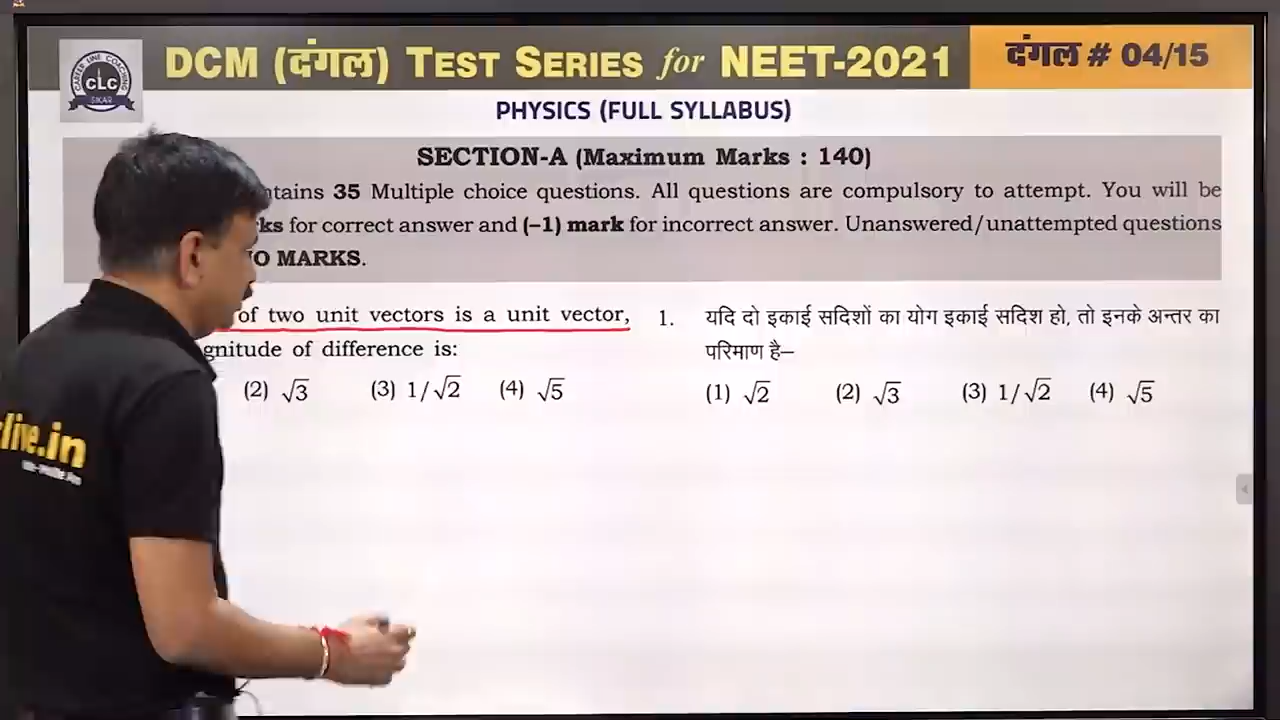 CAREER LINE COACHING
CLC
SIKAR
DCM (दंगल) TEST SERIES for NEET-2021
दंगल # 04/15
PHYSICS (FULL SYLLABUS)
SECTION-A (Maximum Marks : 140)
ntains 35 Multiple choice questions. All questions are compulsory to attempt. You will be
ks for correct answer and (–1) mark for incorrect answer. Unanswered/unattempted questions
O MARKS.
of two unit vectors is a unit vector,
gnitude of difference is:
(2) √3 (3) 1/√2 (4) √5
1. यदि दो इकाई सदिशों का योग इकाई सदिश हो, तो इनके अन्तर का
परिमाण है–
(1) √2 (2) √3 (3) 1/√2 (4) √5
live.in